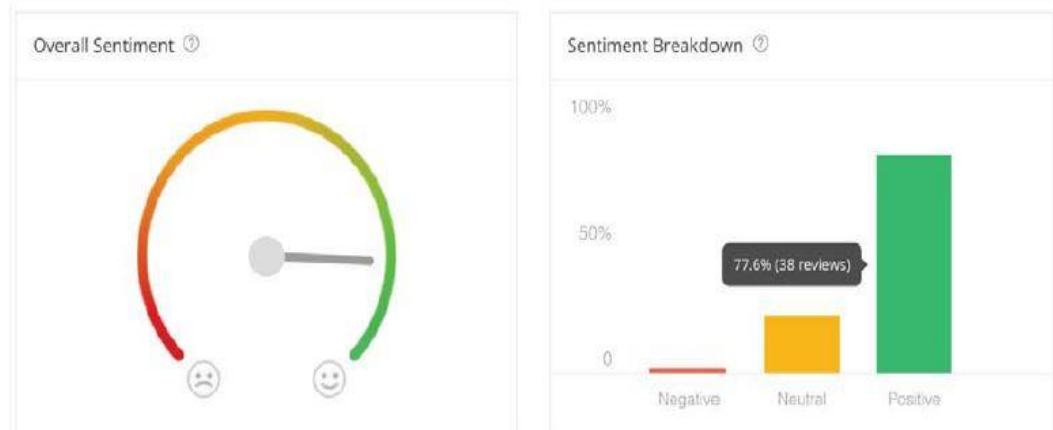 Overall Sentiment ?
Sentiment Breakdown ?
100%
50%
77.6% (38 reviews)
0
Negative
Neutral
Positive